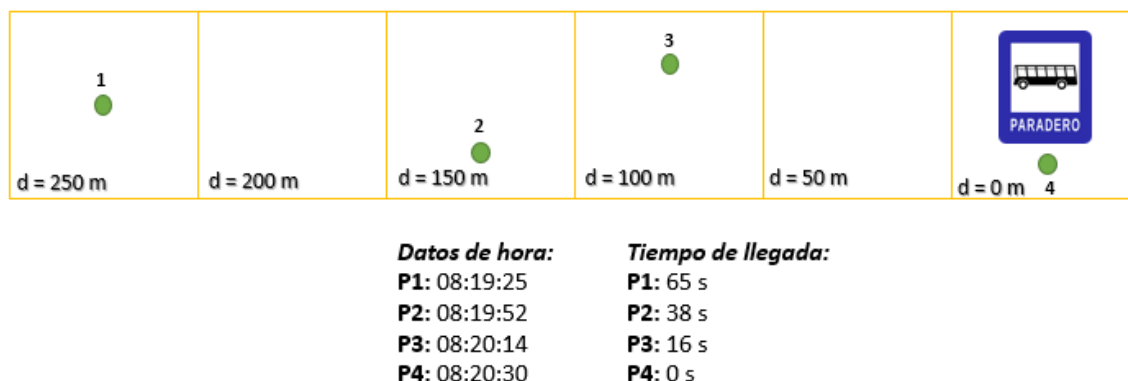 1
2
3
PARADERO
d = 250 m
d = 200 m
d = 150 m
d = 100 m
d = 50 m
d = 0 m
4
Datos de hora:
P1: 08:19:25
P2: 08:19:52
P3: 08:20:14
P4: 08:20:30
Tiempo de llegada:
P1: 65 s
P2: 38 s
P3: 16 s
P4: 0 s